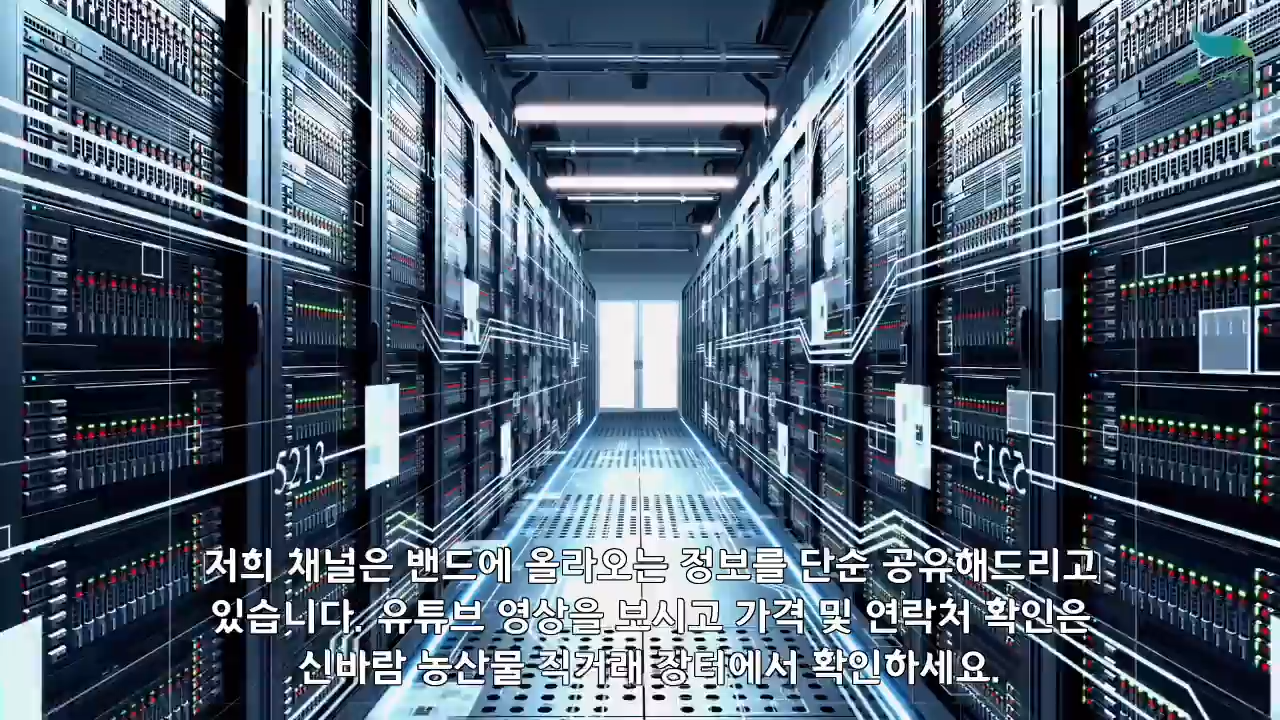 5213
5213
저희 채널은 밴드에 올라오는 정보를 단순 공유해드리고
있습니다. 유튜브 영상을 보시고 가격 및 연락처 확인은
신바람 농산물 직거래 장터에서 확인하세요.